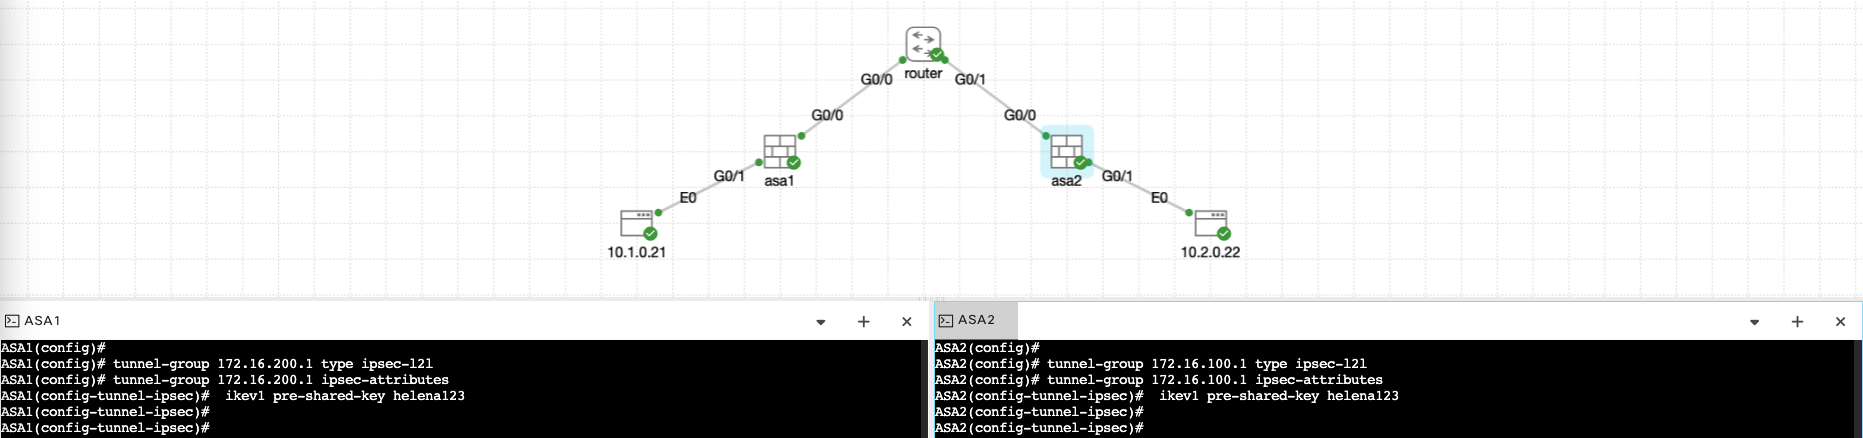 router
G0/0
G0/1
G0/0
G0/0
G0/1
asa1
asa2
G0/1
E0
E0
10.1.0.21
10.2.0.22
ASA1
ASA1(config)#
ASA1(config)# tunnel-group 172.16.200.1 type ipsec-l2l
ASA1(config)# tunnel-group 172.16.200.1 ipsec-attributes
ASA1(config-tunnel-ipsec)#  ikev1 pre-shared-key helena123
ASA1(config-tunnel-ipsec)#
ASA1(config-tunnel-ipsec)#
ASA2
ASA2(config)#
ASA2(config)# tunnel-group 172.16.100.1 type ipsec-l2l
ASA2(config)# tunnel-group 172.16.100.1 ipsec-attributes
ASA2(config-tunnel-ipsec)#  ikev1 pre-shared-key helena123
ASA2(config-tunnel-ipsec)#
ASA2(config-tunnel-ipsec)#